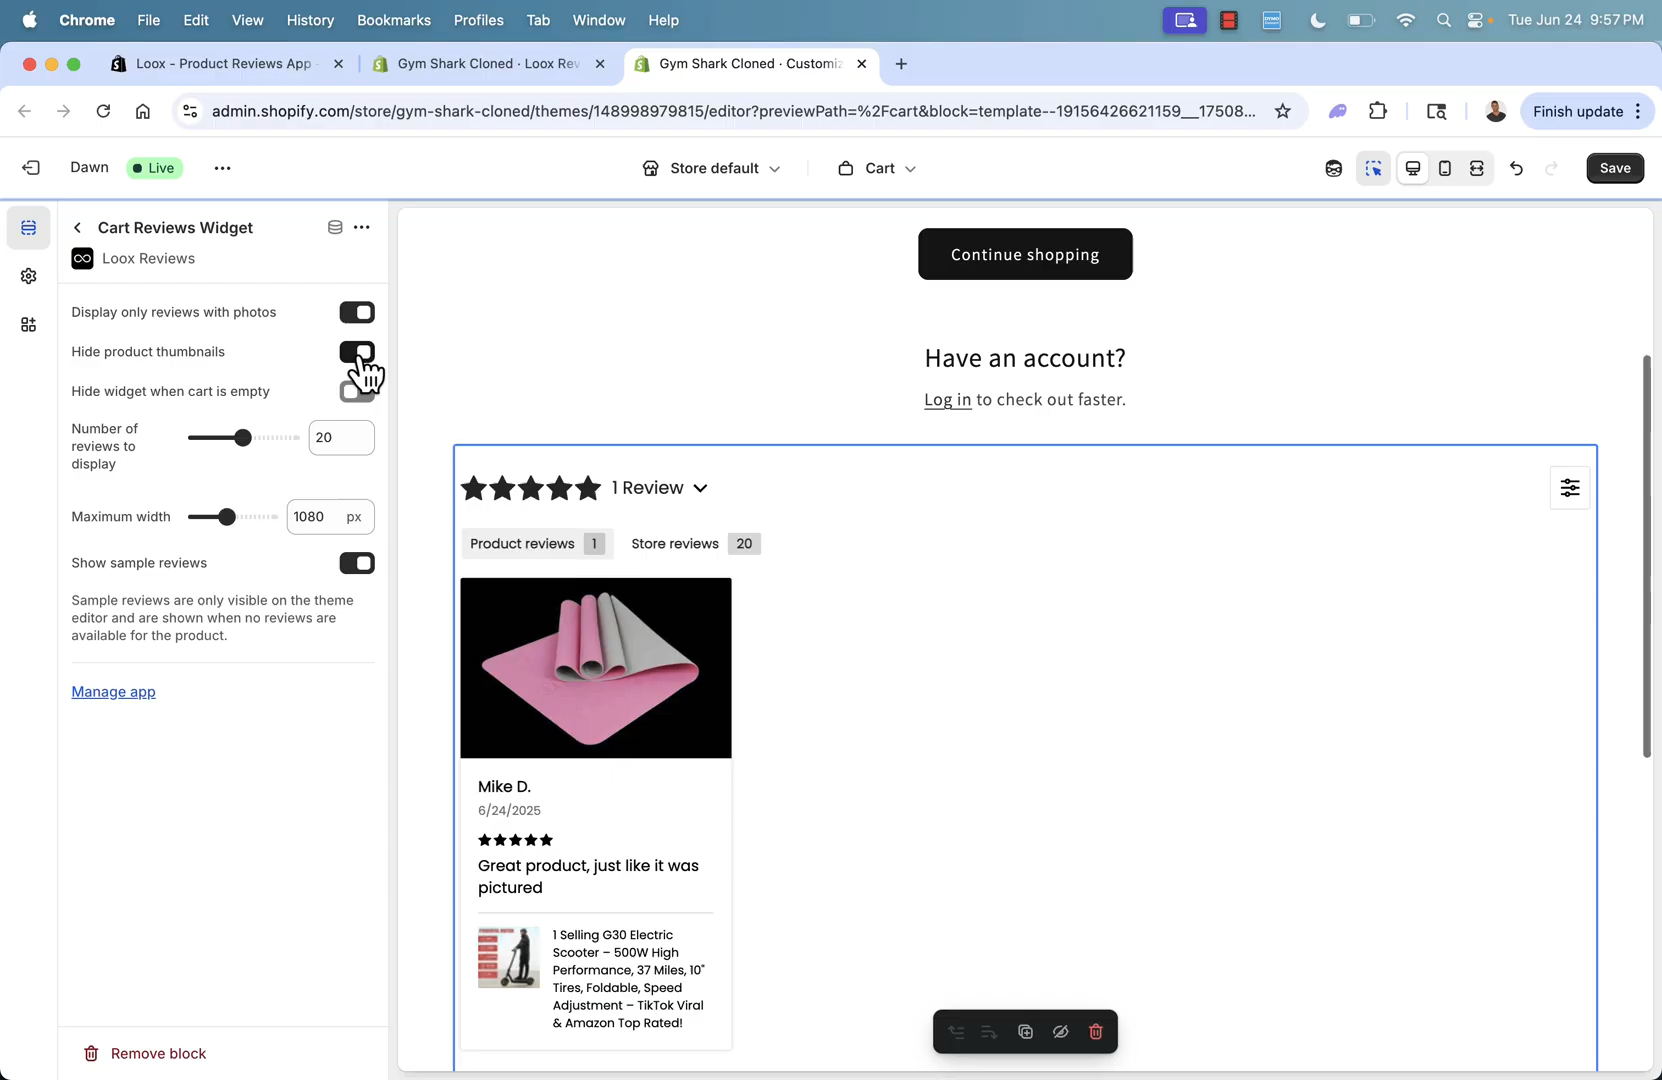 Chrome File Edit View History Bookmarks Profiles Tab Window Help
Tue Jun 24 9:57 PM
Loox - Product Reviews App
Gym Shark Cloned · Loox Rev
Gym Shark Cloned · Customiz
admin.shopify.com/store/gym-shark-cloned/themes/148998979815/editor?previewPath=%2Fcart&block=template--19156426621159__17508...
Finish update
Dawn
Live
Store default
Cart
Save
Cart Reviews Widget
Loox Reviews
Display only reviews with photos
Hide product thumbnails
Hide widget when cart is empty
Number of
reviews to
display
20
Maximum width
1080 px
Show sample reviews
Sample reviews are only visible on the theme
editor and are shown when no reviews are
available for the product.
Manage app
Remove block
Continue shopping
Have an account?
Log in to check out faster.
1 Review
Product reviews 1
Store reviews 20
Mike D.
6/24/2025
Great product, just like it was
pictured
1 Selling G30 Electric
Scooter – 500W High
Performance, 37 Miles, 10"
Tires, Foldable, Speed
Adjustment – TikTok Viral
& Amazon Top Rated!